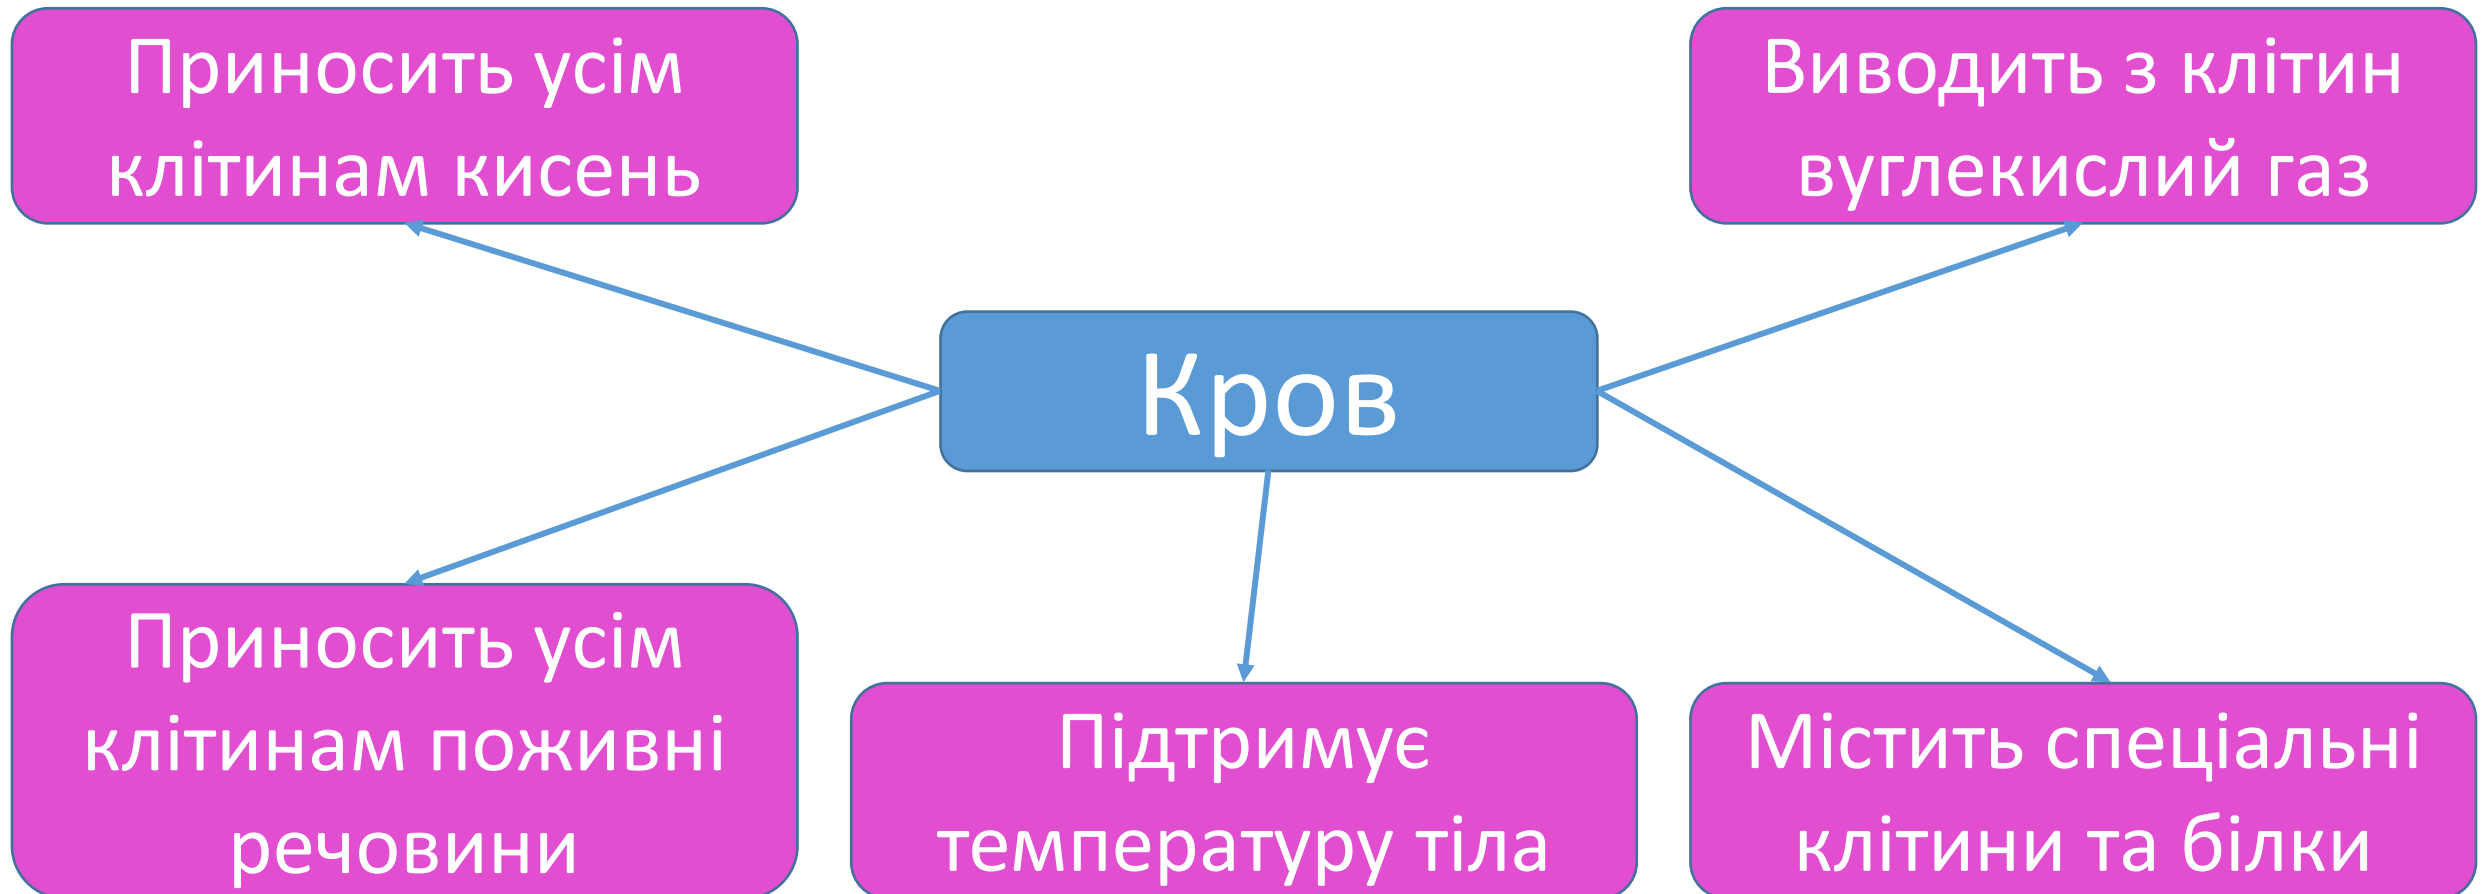 Приносить усім
клітинам кисень
Виводить з клітин
вуглекислий газ
Кров
Приносить усім
клітинам поживні
речовини
Підтримує
температуру тіла
Містить спеціальні
клітини та білки